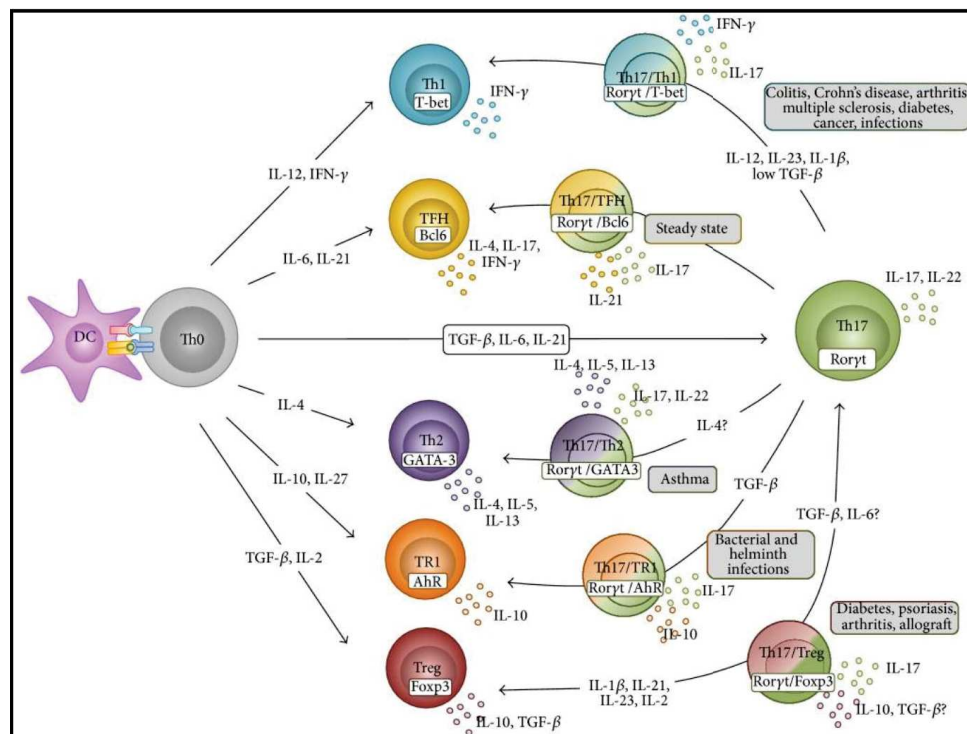 IFN-γ
Th17/Th1
Rorγt /T-bet
IL-17
Th1
T-bet
IFN-γ
Colitis, Crohn's disease, arthritis
multiple sclerosis, diabetes,
cancer, infections
IL-12, IL-23, IL-1β,
low TGF-β
IL-12, IFN-γ
Th17/TFH
Rorγt /Bcl6
TFH
Bcl6
Steady state
IL-4, IL-17,
IFN-γ
IL-6, IL-21
IL-17
IL-21
IL-17, IL-22
DC
Th0
Th17
Rorγt
TGF-β, IL-6, IL-21
IL-4, IL-5, IL-13
IL-17, IL-22
IL-4
IL-4?
Th2
GATA-3
Th17/Th2
Rorγt /GATA3
Asthma
TGF-β
IL-10, IL-27
IL-4, IL-5,
IL-13
TGF-β, IL-6?
Bacterial and
helminth
infections
TGF-β, IL-2
TR1
AhR
Th17/TR1
Rorγt /AhR
IL-17
IL-10
IL-10
Diabetes, psoriasis,
arthritis, allograft
Treg
Foxp3
Th17/Treg
Rorγt/Foxp3
IL-17
IL-1β, IL-21,
IL-23, IL-2
IL-10, TGF-β?
IL-10, TGF-β